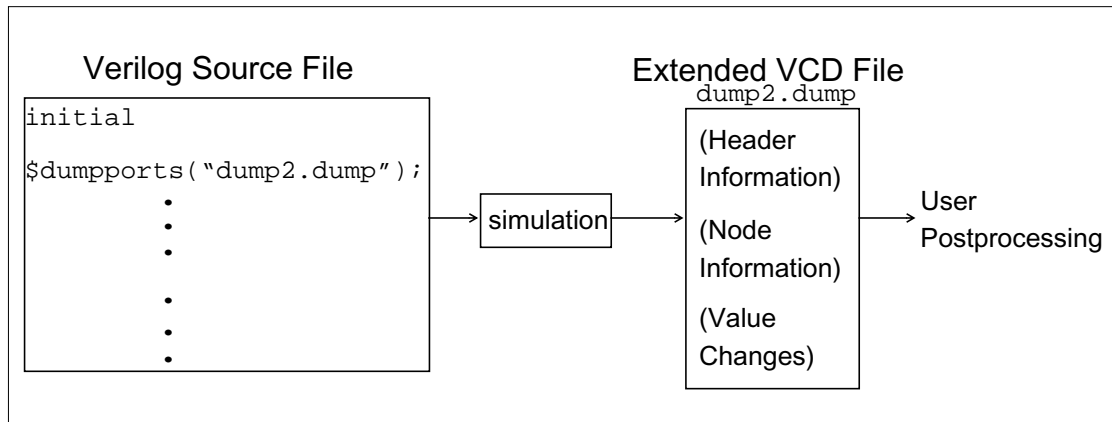 Verilog Source File
initial
$dumpports(“dump2.dump”);
simulation
Extended VCD File
dump2.dump
(Header
Information)
(Node
Information)
(Value
Changes)
User
Postprocessing